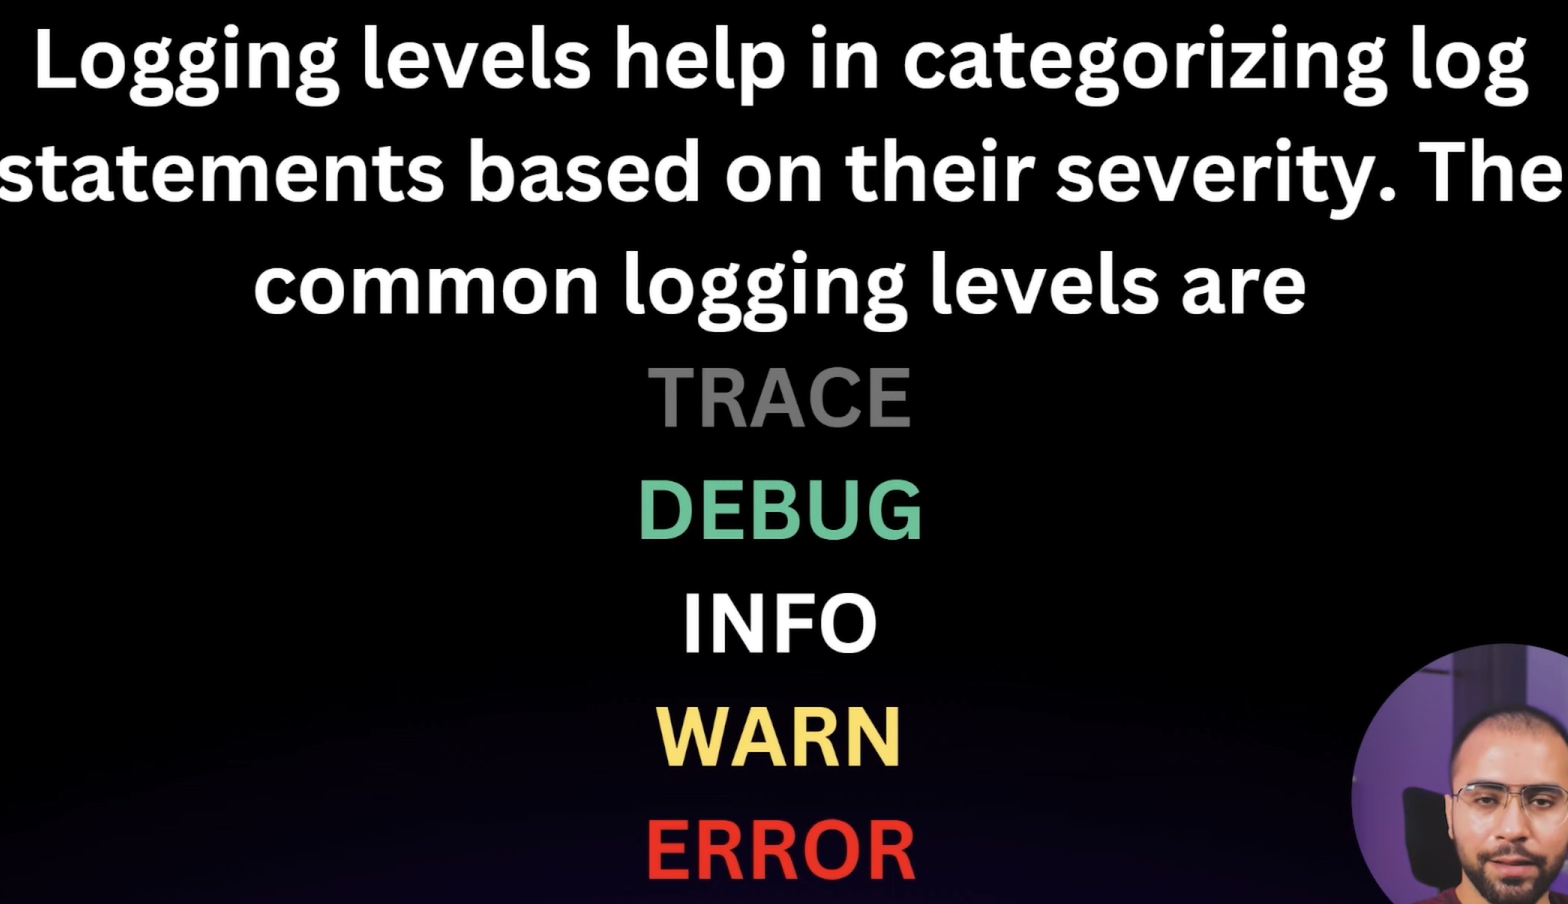 Logging levels help in categorizing log
statements based on their severity. The
common logging levels are
TRACE
DEBUG
INFO
WARN
ERROR